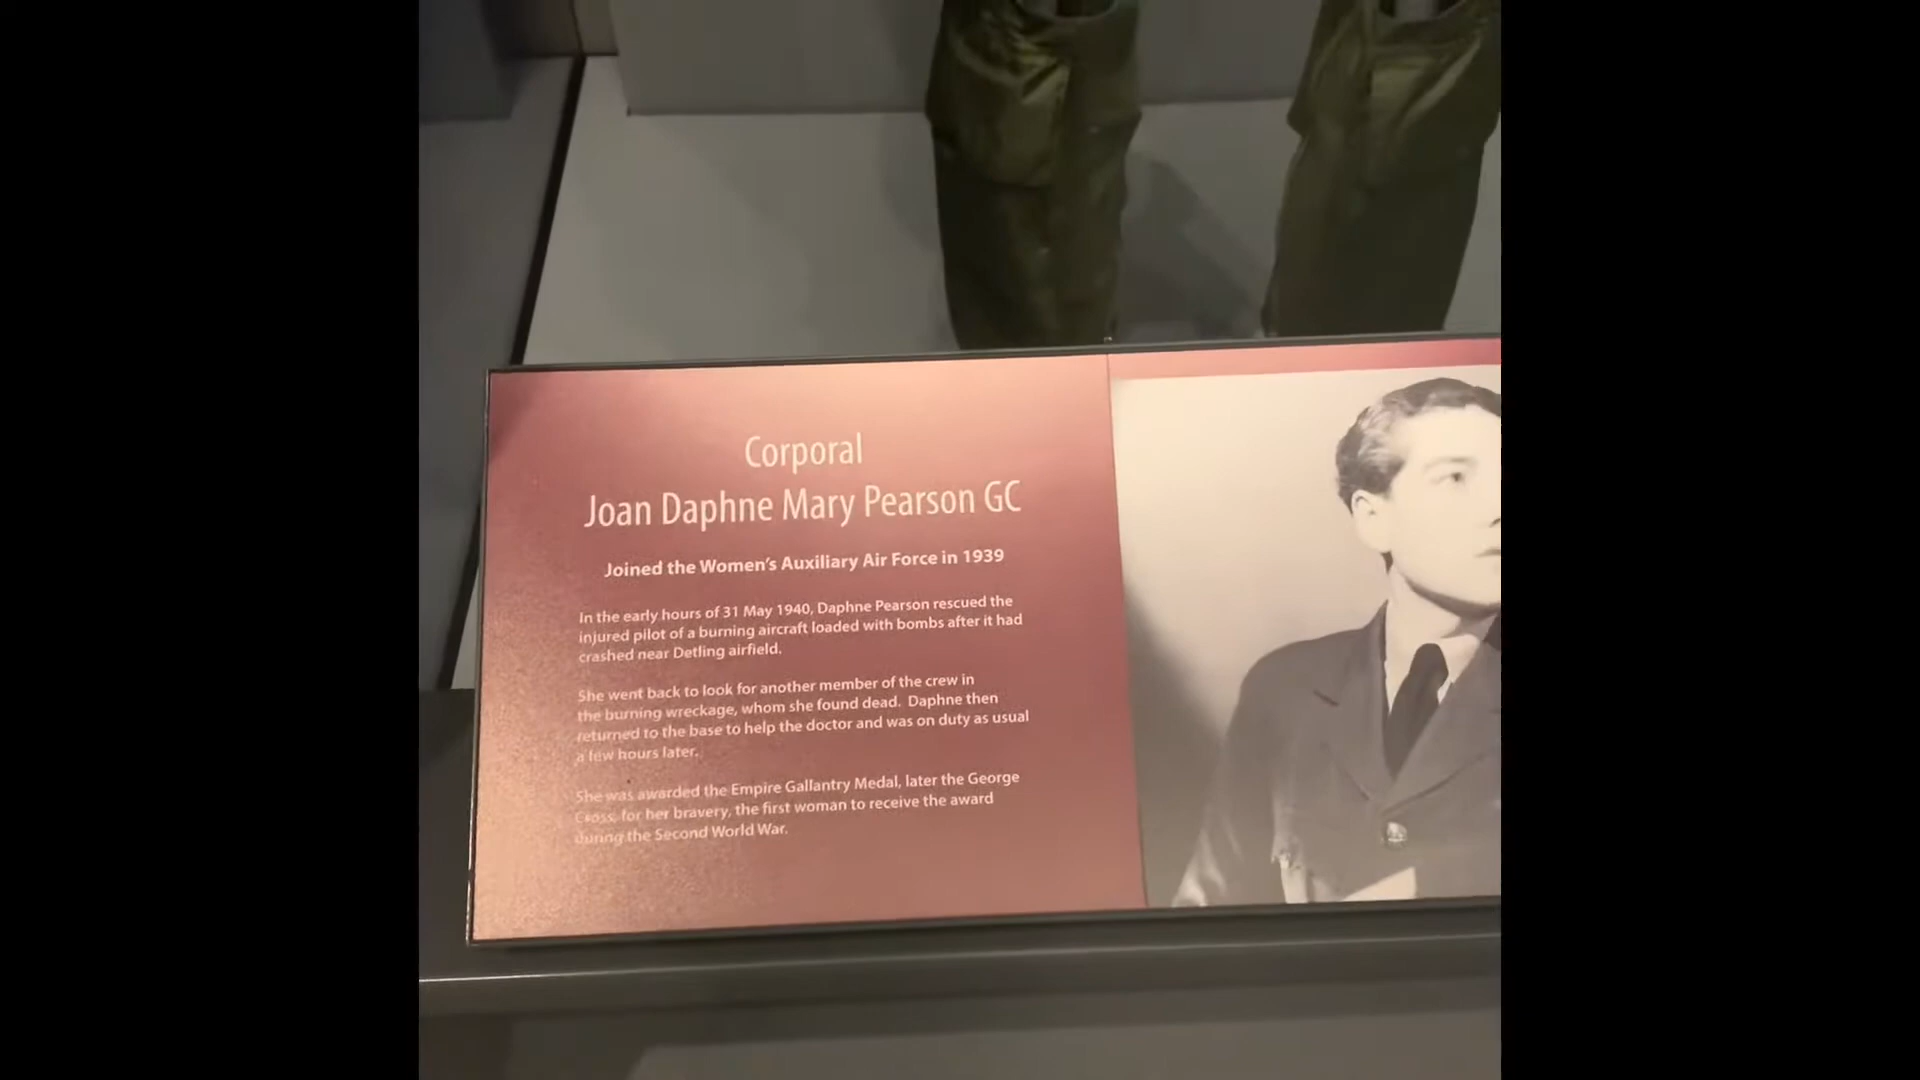 Corporal
Joan Daphne Mary Pearson GC
Joined the Women's Auxiliary Air Force in 1939
In the early hours of 31 May 1940, Daphne Pearson rescued the
injured pilot of a burning aircraft loaded with bombs after it had
crashed near Detling airfield.
She went back to look for another member of the crew in
the burning wreckage, whom she found dead. Daphne then
returned to the base to help the doctor and was on duty as usual
a few hours later.
She was awarded the Empire Gallantry Medal, later the George
Cross, for her bravery, the first woman to receive the award
during the Second World War.